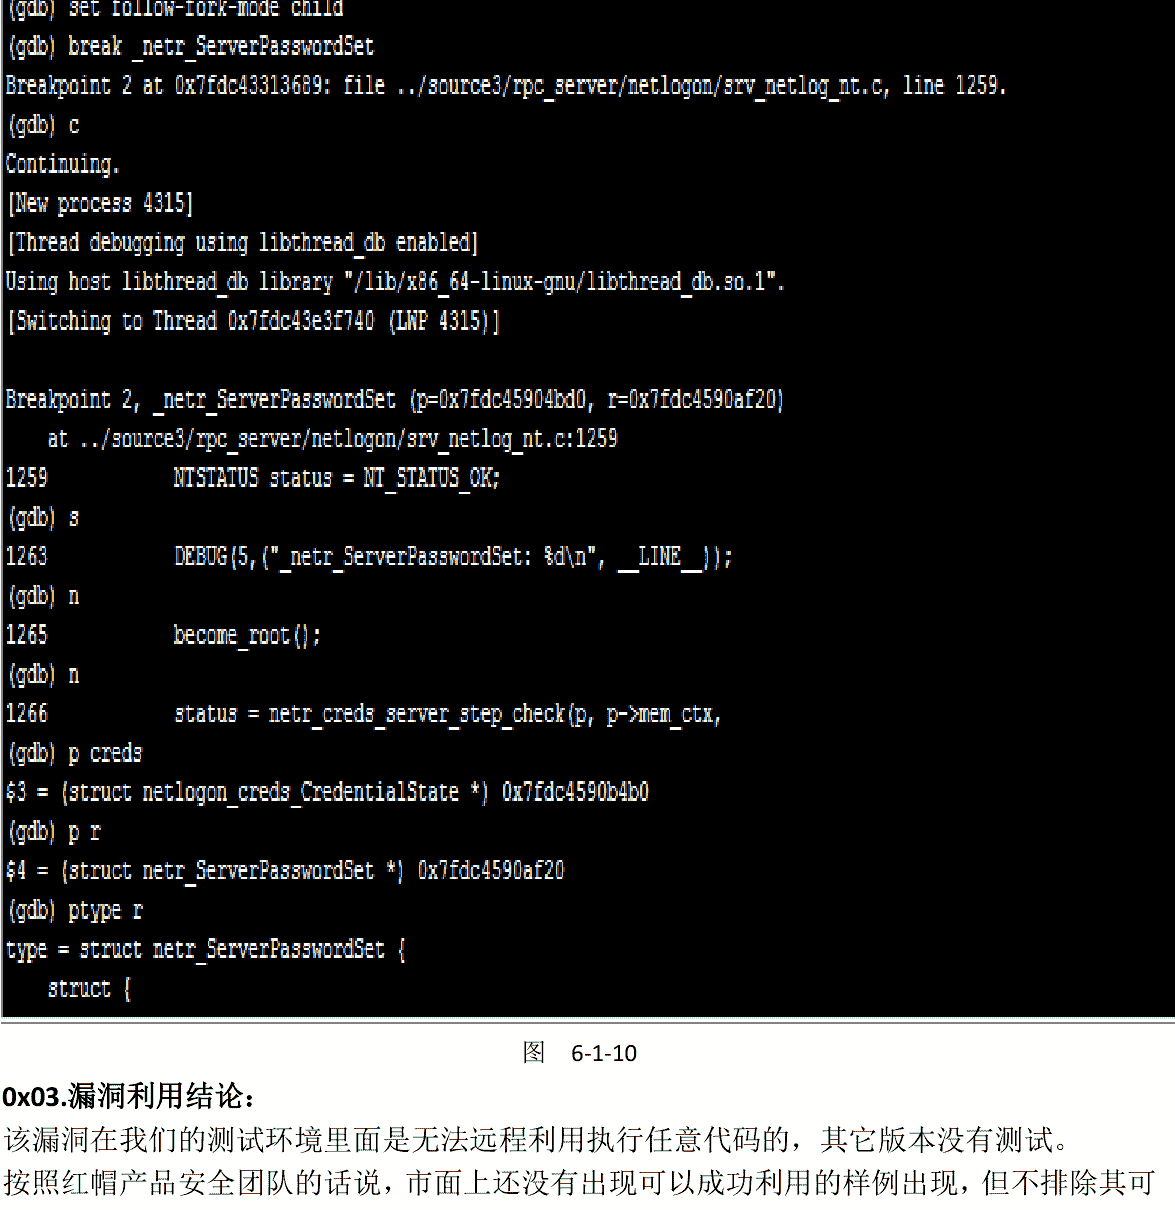 (gdb) set follow-fork-mode child
(gdb) break _netr_ServerPasswordSet
Breakpoint 2 at 0x7fdc43313689: file ../source3/rpc_server/netlogon/srv_netlog_nt.c, line 1259.
(gdb) c
Continuing.
[New process 4315]
[Thread debugging using libthread_db enabled]
Using host libthread_db library "/lib/x86_64-linux-gnu/libthread_db.so.1".
[Switching to Thread 0x7fdc43e3f740 (LWP 4315)]
Breakpoint 2, _netr_ServerPasswordSet (p=0x7fdc45904bd0, r=0x7fdc4590af20)
at ../source3/rpc_server/netlogon/srv_netlog_nt.c:1259
1259 NTSTATUS status = NT_STATUS_OK;
(gdb) s
1263 DEBUG(5,("_netr_ServerPasswordSet: %d\n", __LINE__));
(gdb) n
1265 become_root();
(gdb) n
1266 status = netr_creds_server_step_check(p, p->mem_ctx,
(gdb) p creds
$3 = (struct netlogon_creds_CredentialState *) 0x7fdc4590b4b0
(gdb) p r
$4 = (struct netr_ServerPasswordSet *) 0x7fdc4590af20
(gdb) ptype r
type = struct netr_ServerPasswordSet {
struct {
图 6-1-10
0x03.漏洞利用结论：
该漏洞在我们的测试环境里面是无法远程利用执行任意代码的，其它版本没有测试。
按照红帽产品安全团队的话说，市面上还没有出现可以成功利用的样例出现，但不排除其可